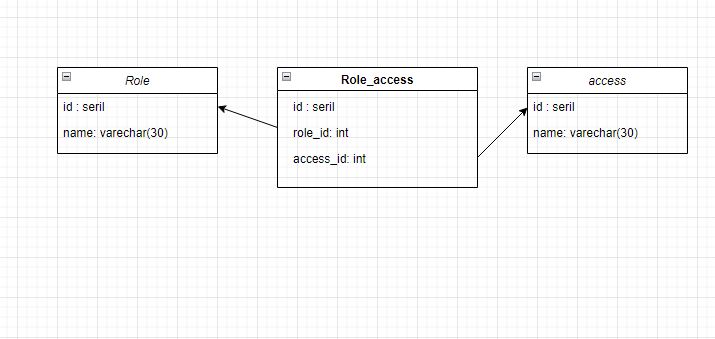 Role
id : seril
name: varechar(30)
Role_access
id : seril
role_id: int
access_id: int
access
id : seril
name: varechar(30)